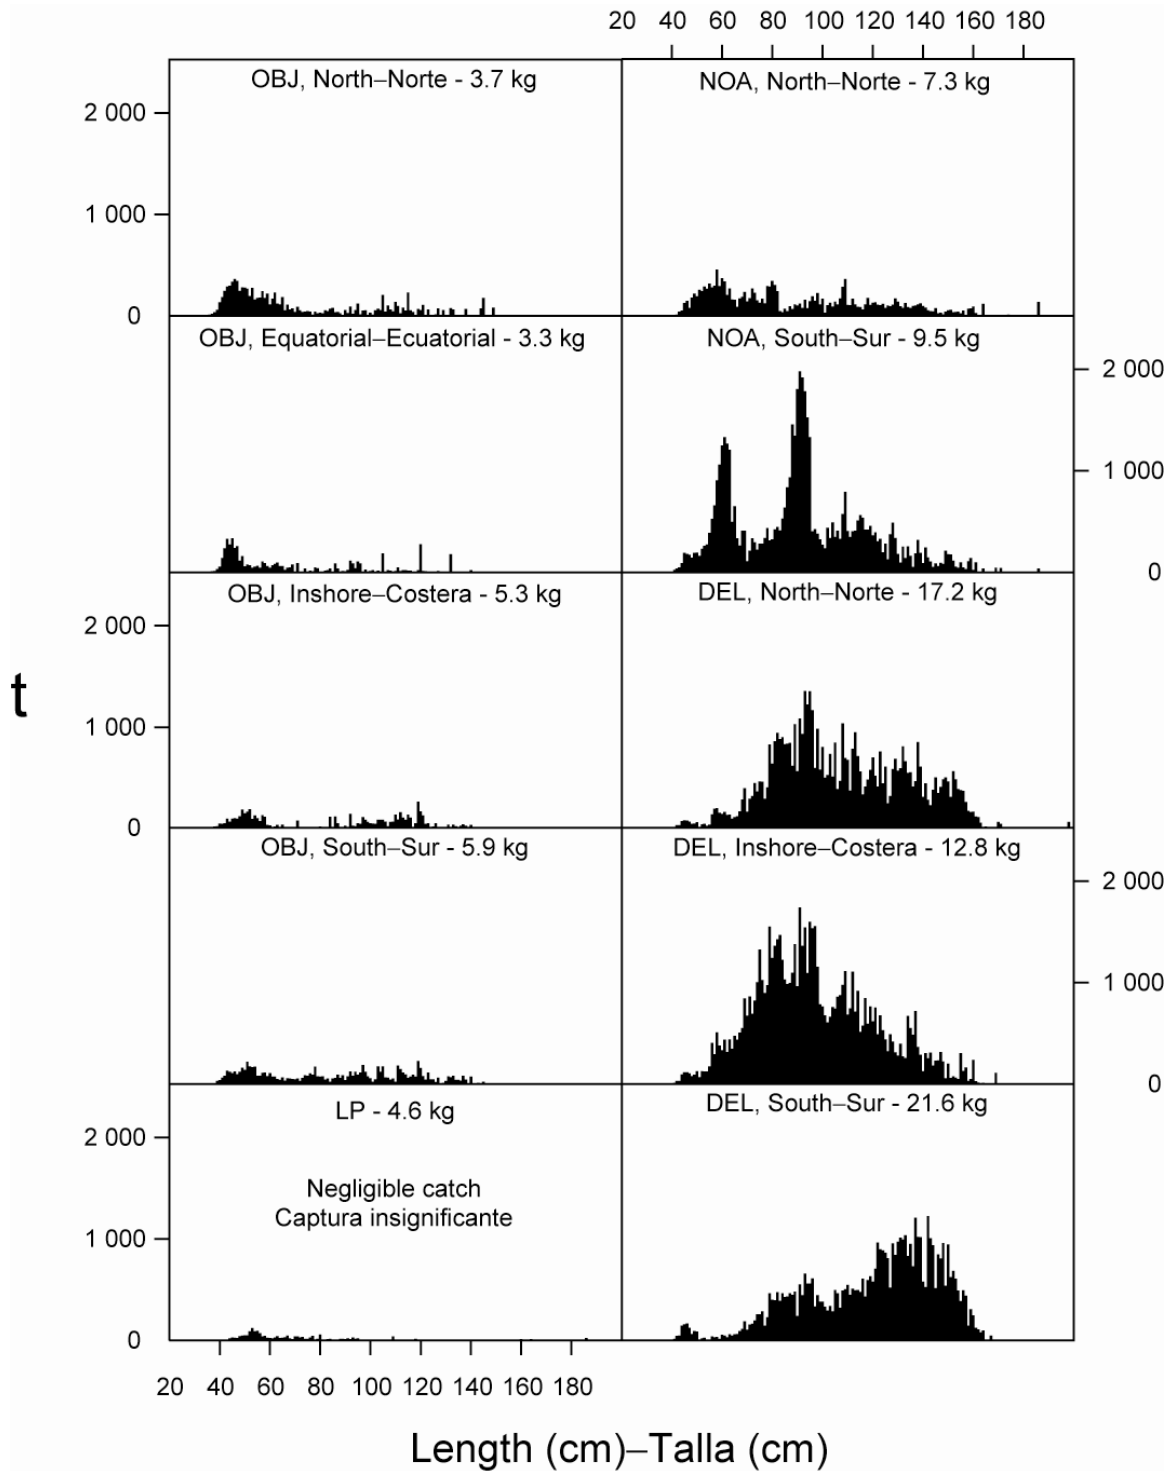 20 40 60 80 100 120 140 160 180
OBJ, North–Norte - 3.7 kg
NOA, North–Norte - 7.3 kg
2 000
1 000
0
OBJ, Equatorial–Ecuatorial - 3.3 kg
NOA, South–Sur - 9.5 kg
2 000
1 000
0
OBJ, Inshore–Costera - 5.3 kg
DEL, North–Norte - 17.2 kg
2 000
1 000
0
t
OBJ, South–Sur - 5.9 kg
DEL, Inshore–Costera - 12.8 kg
2 000
1 000
0
LP - 4.6 kg
DEL, South–Sur - 21.6 kg
2 000
Negligible catch
Captura insignificante
1 000
0
20 40 60 80 100 120 140 160 180
Length (cm)–Talla (cm)